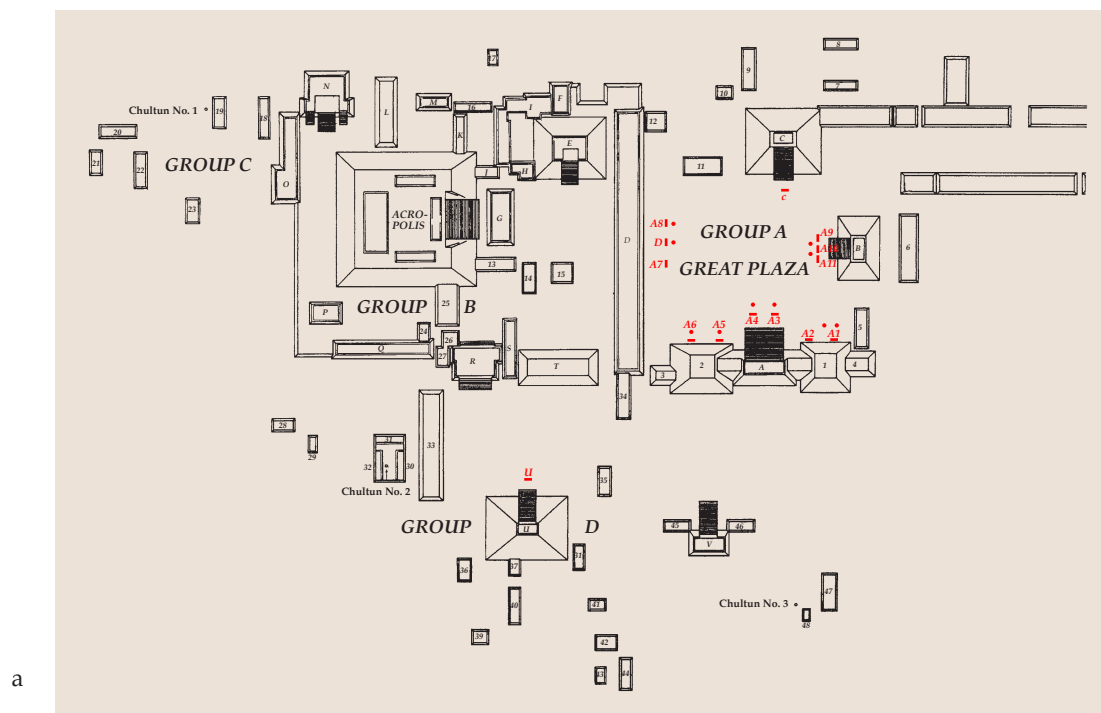 8
9
17
7
N
10
Chultun No. 1
19
18
L
M
16
I
F
12
C
20
K
E
21
22
GROUP C
O
J
H
11
c
23
ACRO-
POLIS
G
D
A8
D
A7
GROUP A
GREAT PLAZA
A9
A11
B
6
13
14
15
P
GROUP
25
B
24
26
27
Q
R
S
T
A6
A5
A4
A3
A2
A1
5
3
2
A
1
4
34
28
29
31
32
30
33
Chultun No. 2
u
35
GROUP
U
D
45
46
V
36
37
31
47
40
41
Chultun No. 3
48
39
42
43
44
a